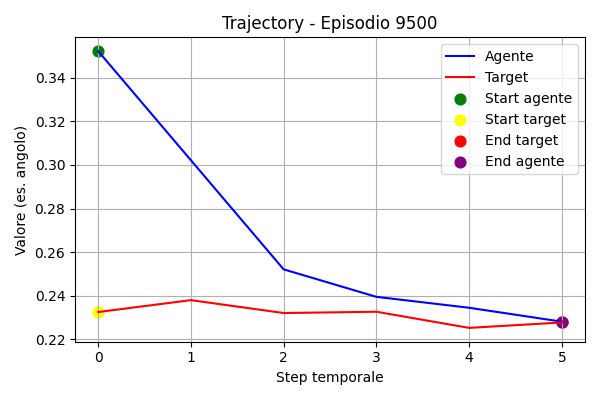 Trajectory - Episodio 9500
Valore (es. angolo)
0.34
0.32
0.30
0.28
0.26
0.24
0.22
Agente
Target
Start agente
Start target
End target
End agente
0 1 2 3 4 5
Step temporale